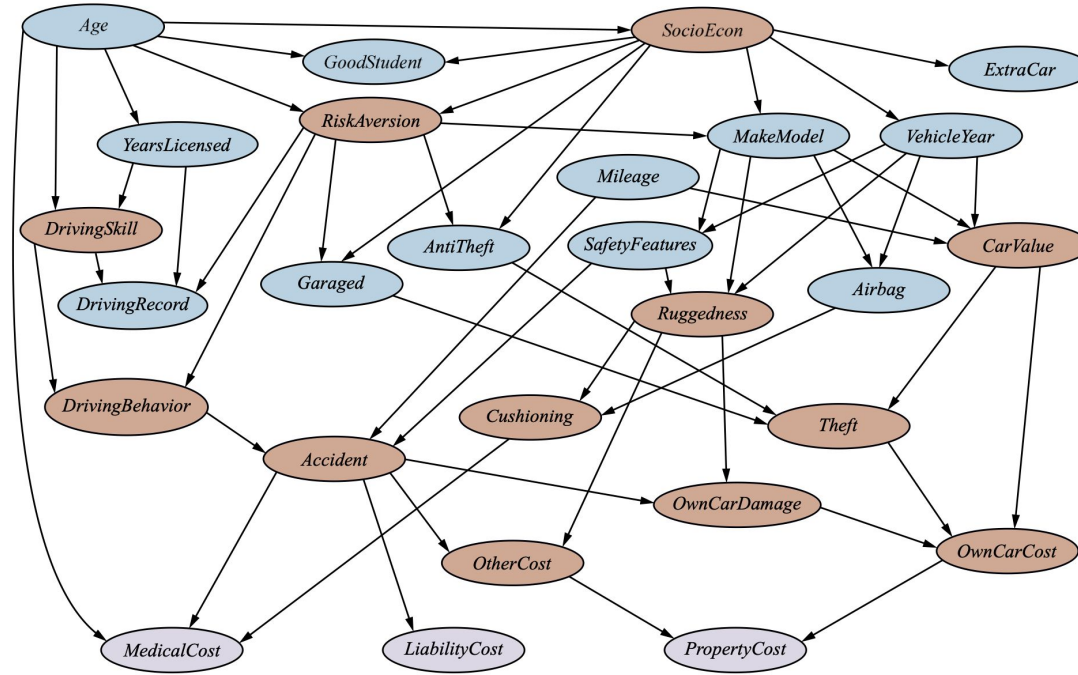 Age
SocioEcon
GoodStudent
ExtraCar
RiskAversion
YearsLicensed
MakeModel
VehicleYear
Mileage
DrivingSkill
AntiTheft
SafetyFeatures
CarValue
Garaged
DrivingRecord
Airbag
Ruggedness
DrivingBehavior
Cushioning
Theft
Accident
OwnCarDamage
OtherCost
OwnCarCost
MedicalCost
LiabilityCost
PropertyCost